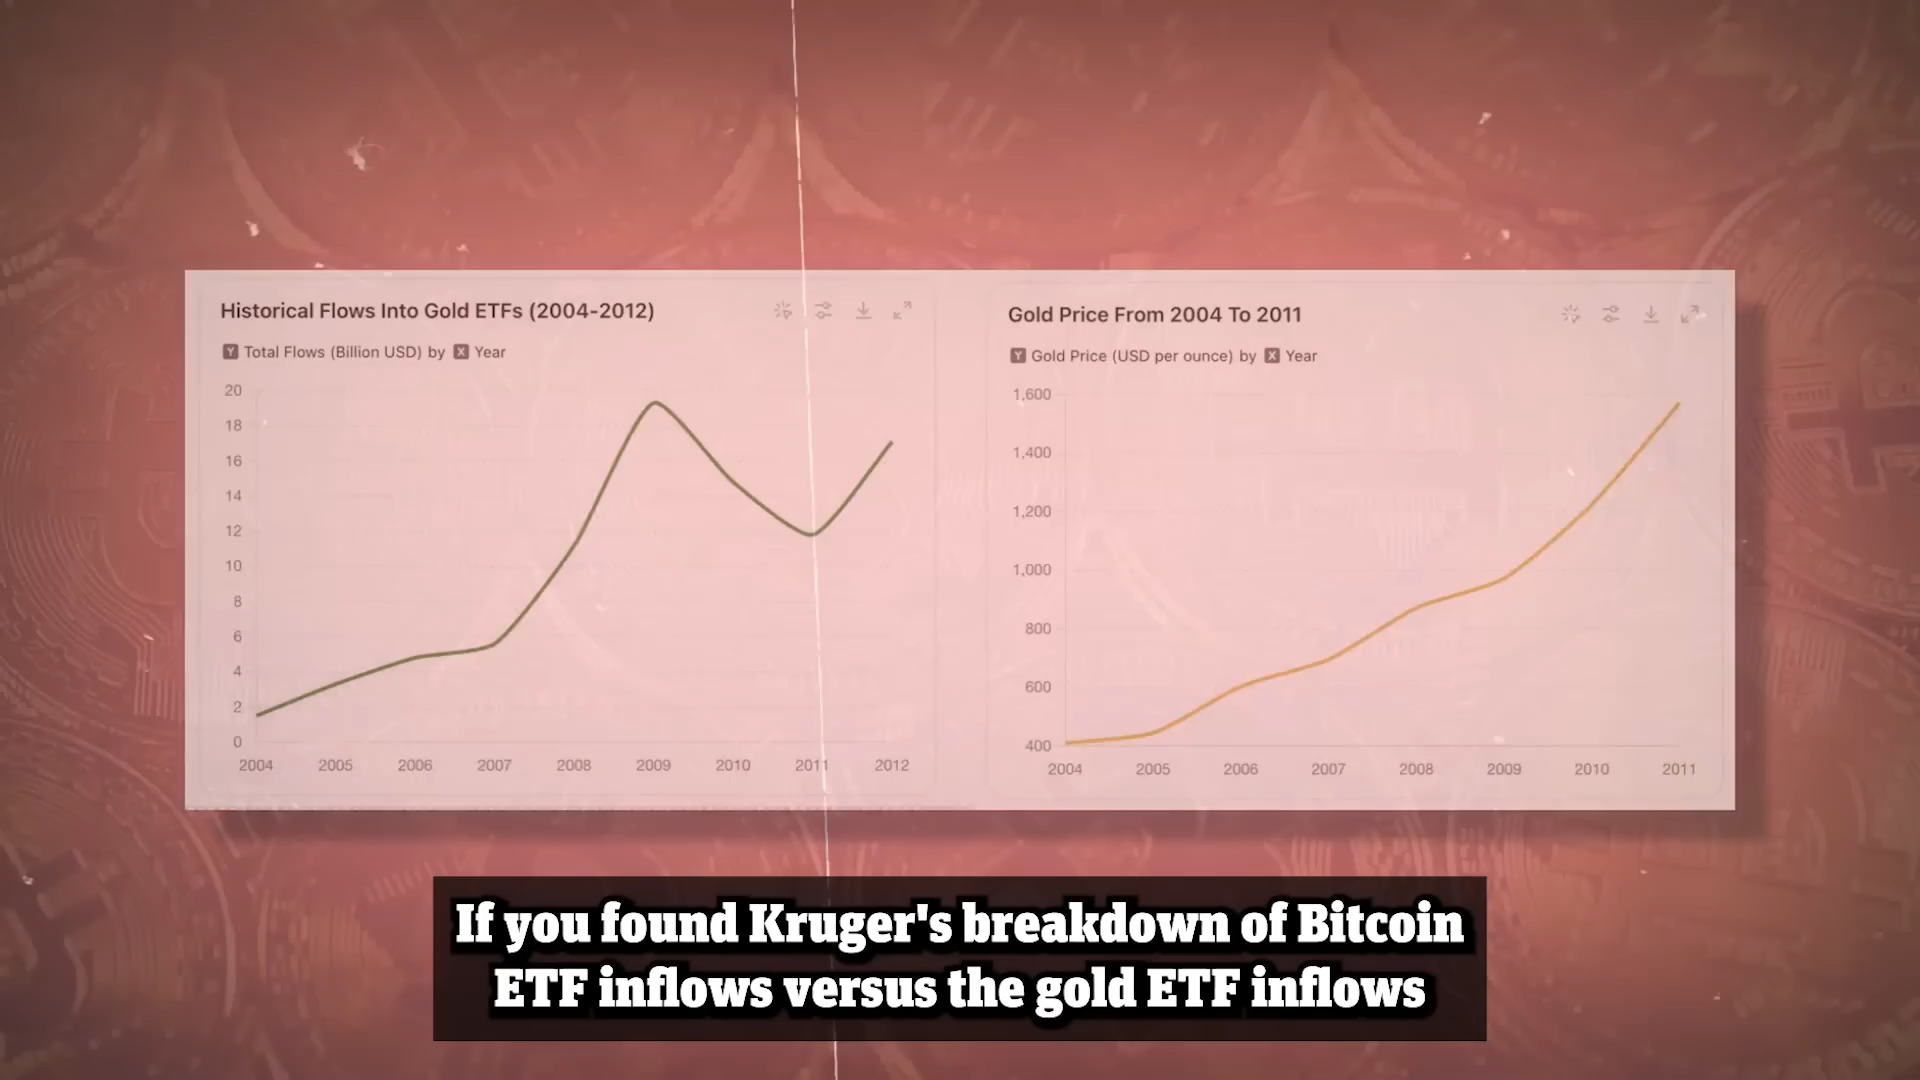 Historical Flows Into Gold ETFs (2004-2012)
Y Total Flows (Billion USD) by X Year
20
18
16
14
12
10
8
6
4
2
0
2004 2005 2006 2007 2008 2009 2010 2011 2012
Gold Price From 2004 To 2011
Y Gold Price (USD per ounce) by X Year
1,600
1,400
1,200
1,000
800
600
400
2004 2005 2006 2007 2008 2009 2010 2011
If you found Kruger's breakdown of Bitcoin
ETF inflows versus the gold ETF inflows